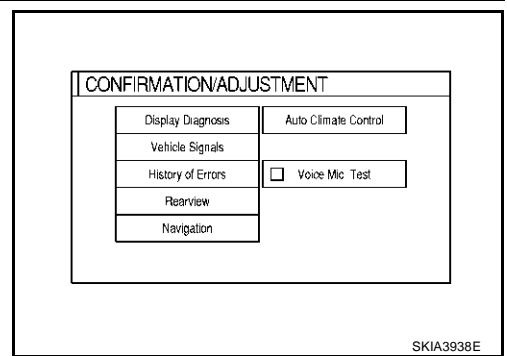 CONFIRMATION/ADJUSTMENT
Display Diagnosis
Auto Climate Control
Vehicle Signals
History of Errors
Voice Mic Test
Rearview
Navigation
SKIA3938E